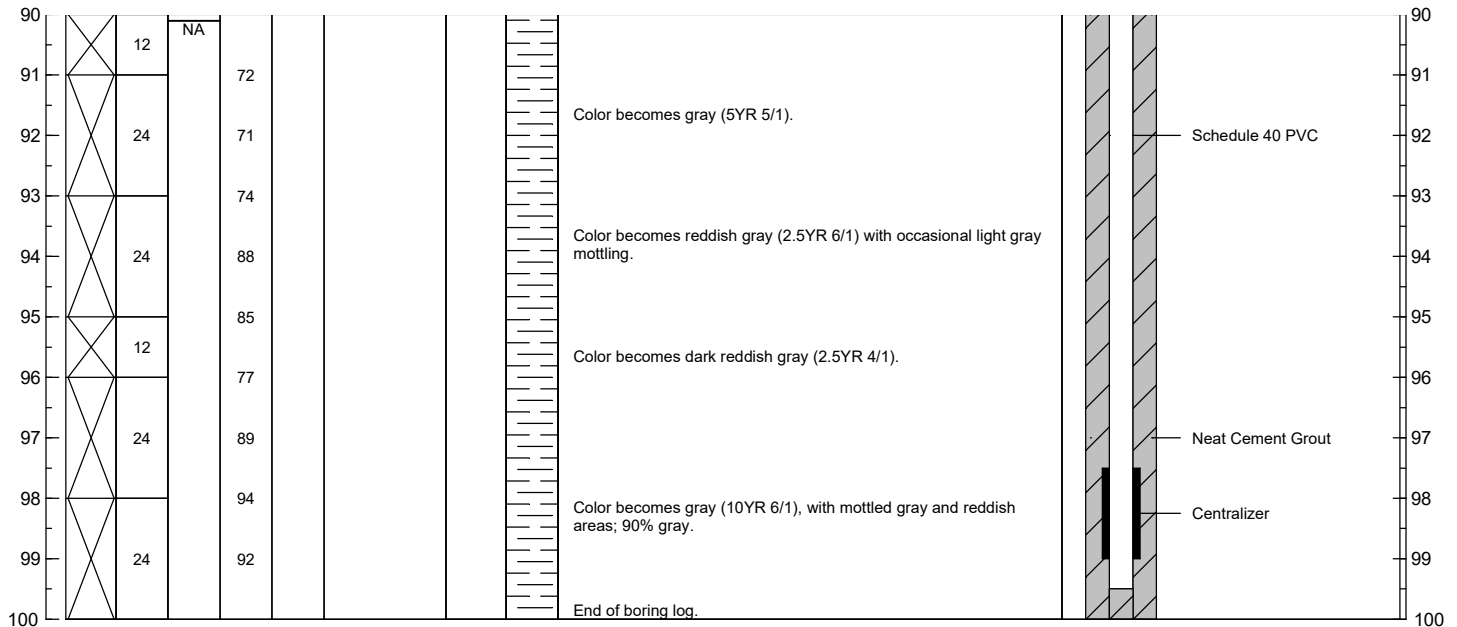 90 NA 90
12
91 72 91
Color becomes gray (5YR 5/1).
92 24 71 Schedule 40 PVC 92
93 74 93
Color becomes reddish gray (2.5YR 6/1) with occasional light gray
mottling.
94 24 88 94
95 85 95
12
Color becomes dark reddish gray (2.5YR 4/1).
96 77 96
97 24 89 Neat Cement Grout 97
98 94 98
Color becomes gray (10YR 6/1), with mottled gray and reddish
areas; 90% gray.
Centralizer
99 24 92 99
End of boring log.
100 100